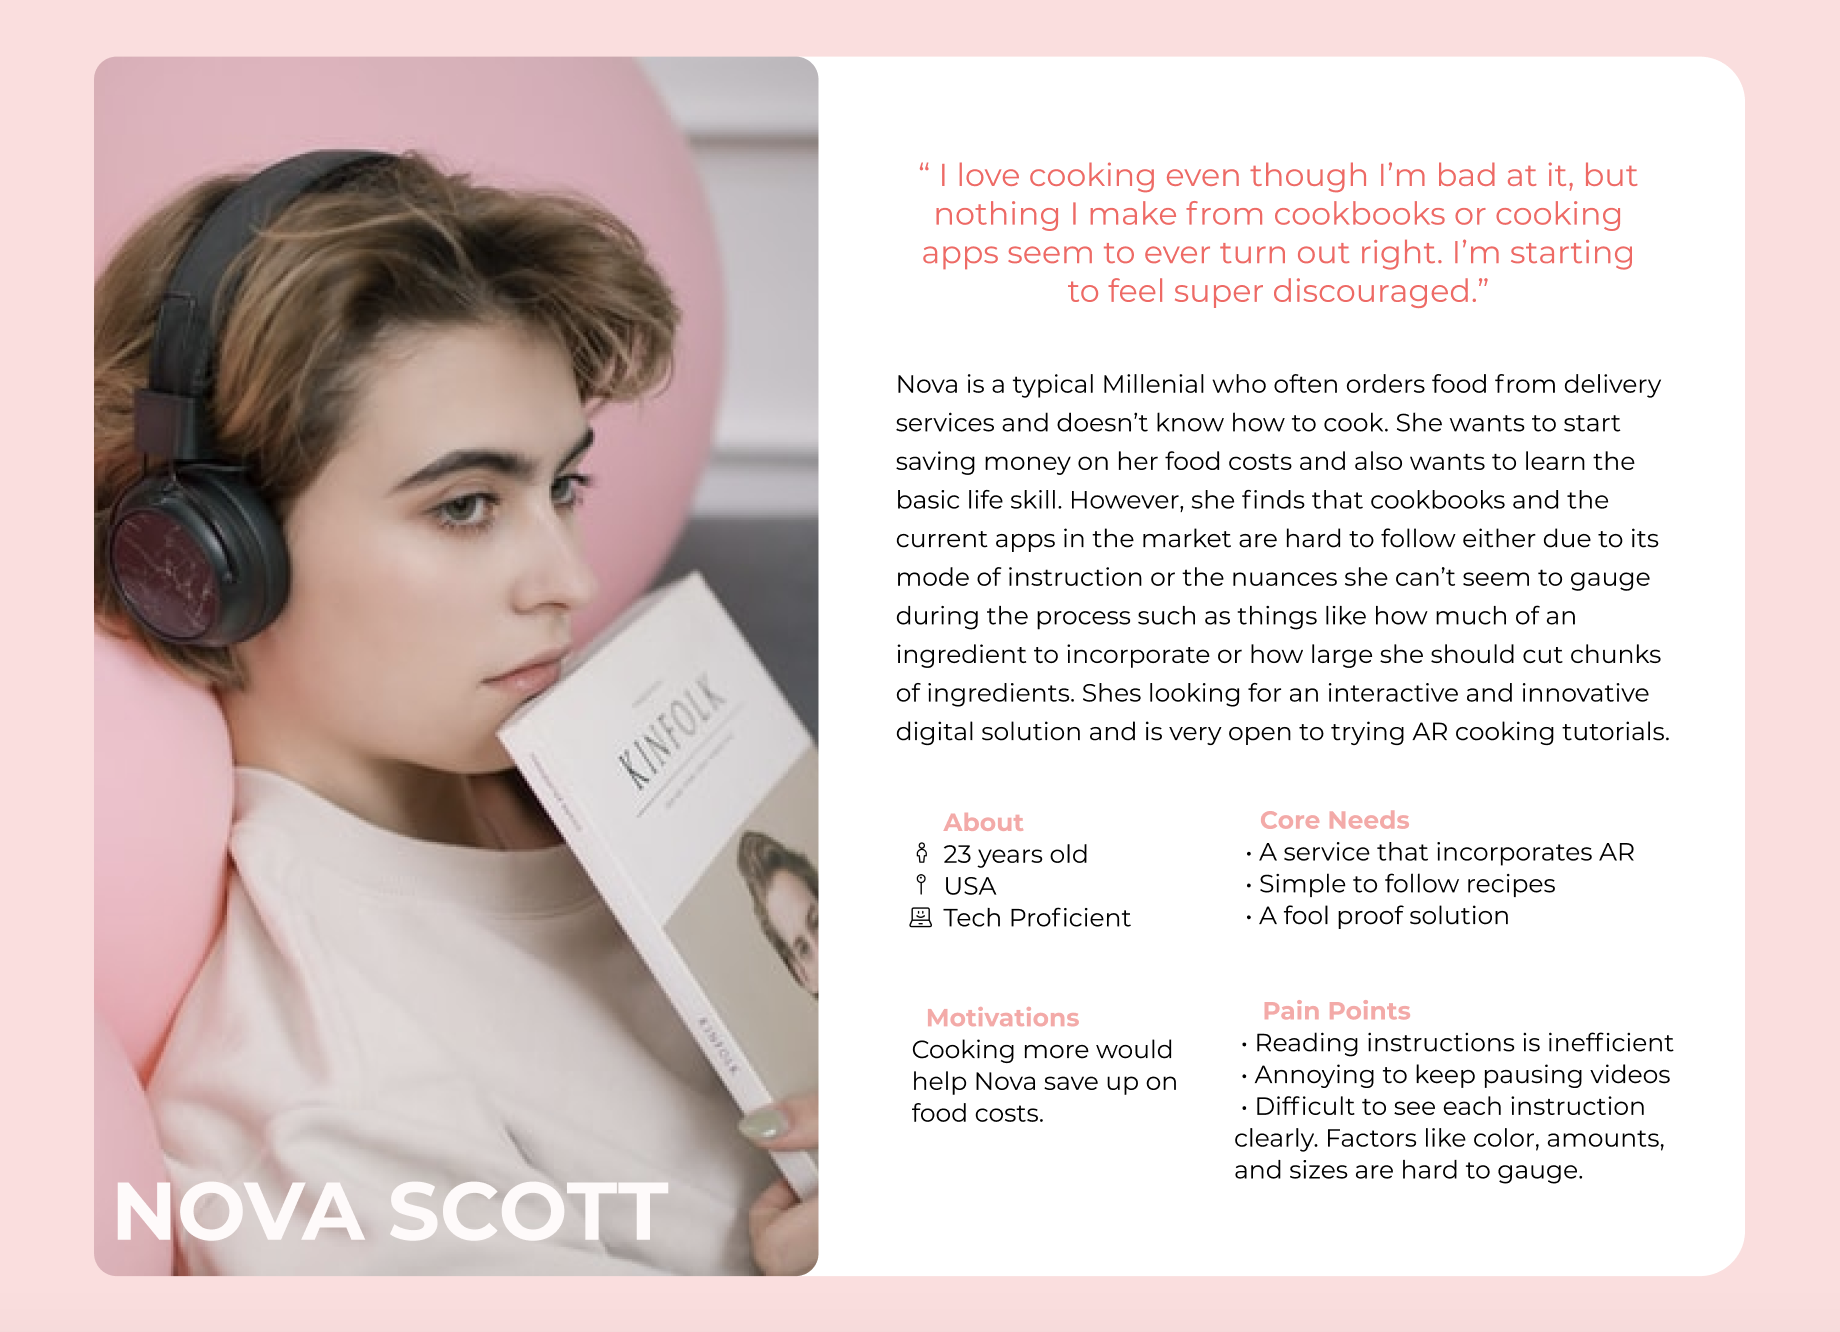 “ I love cooking even though I’m bad at it, but
nothing I make from cookbooks or cooking
apps seem to ever turn out right. I’m starting
to feel super discouraged.”
Nova is a typical Millenial who often orders food from delivery
services and doesn’t know how to cook. She wants to start
saving money on her food costs and also wants to learn the
basic life skill. However, she finds that cookbooks and the
current apps in the market are hard to follow either due to its
mode of instruction or the nuances she can’t seem to gauge
during the process such as things like how much of an
ingredient to incorporate or how large she should cut chunks
of ingredients. Shes looking for an interactive and innovative
digital solution and is very open to trying AR cooking tutorials.
About
23 years old
USA
Tech Proficient
Core Needs
• A service that incorporates AR
• Simple to follow recipes
• A fool proof solution
Motivations
Cooking more would
help Nova save up on
food costs.
Pain Points
• Reading instructions is inefficient
• Annoying to keep pausing videos
• Difficult to see each instruction
clearly. Factors like color, amounts,
and sizes are hard to gauge.
KINFOLK
KINFOLK
NOVA SCOTT